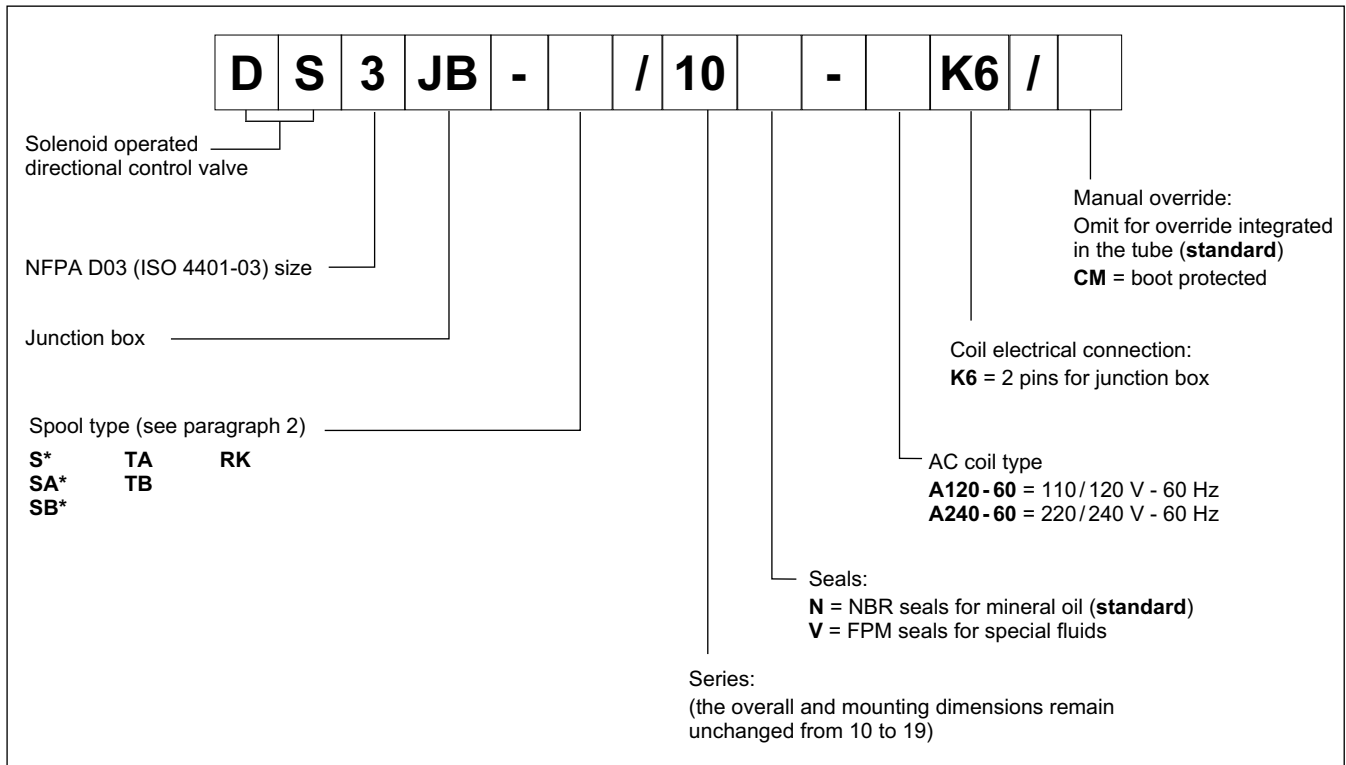 D S 3 JB - / 10 - K6 /
Solenoid operated
directional control valve
NFPA D03 (ISO 4401-03) size
Junction box
Spool type (see paragraph 2)
S* TA RK
SA* TB
SB*
Manual override:
Omit for override integrated
in the tube (standard)
CM = boot protected
Coil electrical connection:
K6 = 2 pins for junction box
AC coil type
A120-60 = 110/120 V - 60 Hz
A240-60 = 220/240 V - 60 Hz
Seals:
N = NBR seals for mineral oil (standard)
V = FPM seals for special fluids
Series:
(the overall and mounting dimensions remain
unchanged from 10 to 19)